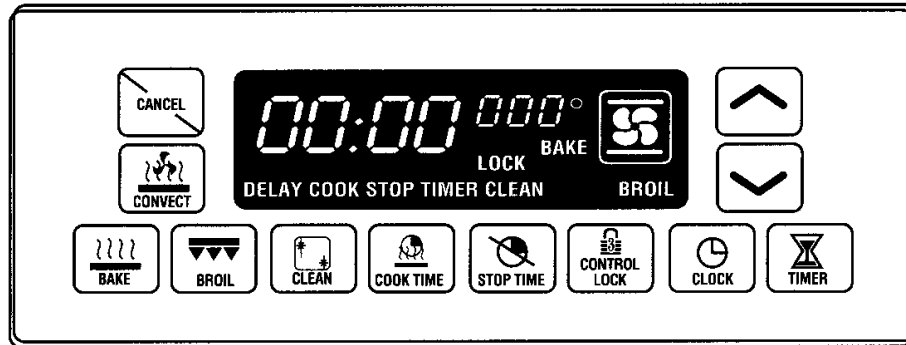 CANCEL
00:00 000°
BAKE
LOCK
DELAY COOK STOP TIMER CLEAN BROIL
CONVECT
BAKE
BROIL
CLEAN
COOK TIME
STOP TIME
3
CONTROL
LOCK
CLOCK
TIMER